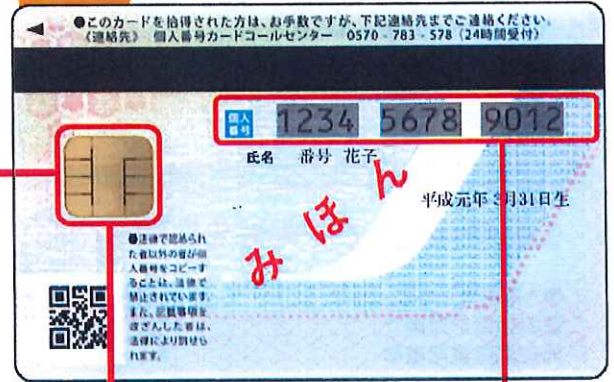 ●このカードを拾得された方は、お手数ですが、下記連絡先までご連絡ください。
《連絡先》 個人番号カードコールセンター 0570-783-578(24時間受付)
個人番号 1234 5678 9012
氏名 番号 花子
平成元年 3月31日生
みほん
●法律で認められ
た者以外の者が個
人番号をコピーす
ることは、法律で
禁止されています。
また、記載事項を
改ざんした者は、
法律により罰せら
れます。